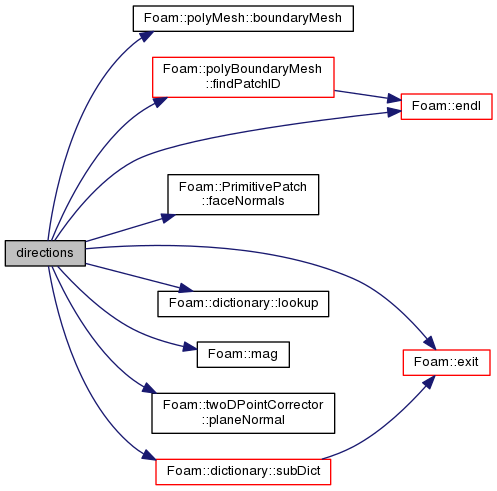 Foam::polyMesh::boundaryMesh
Foam::polyBoundaryMesh
::findPatchID
Foam::endl
Foam::PrimitivePatch
::faceNormals
directions
Foam::dictionary::lookup
Foam::mag
Foam::exit
Foam::twoDPointCorrector
::planeNormal
Foam::dictionary::subDict